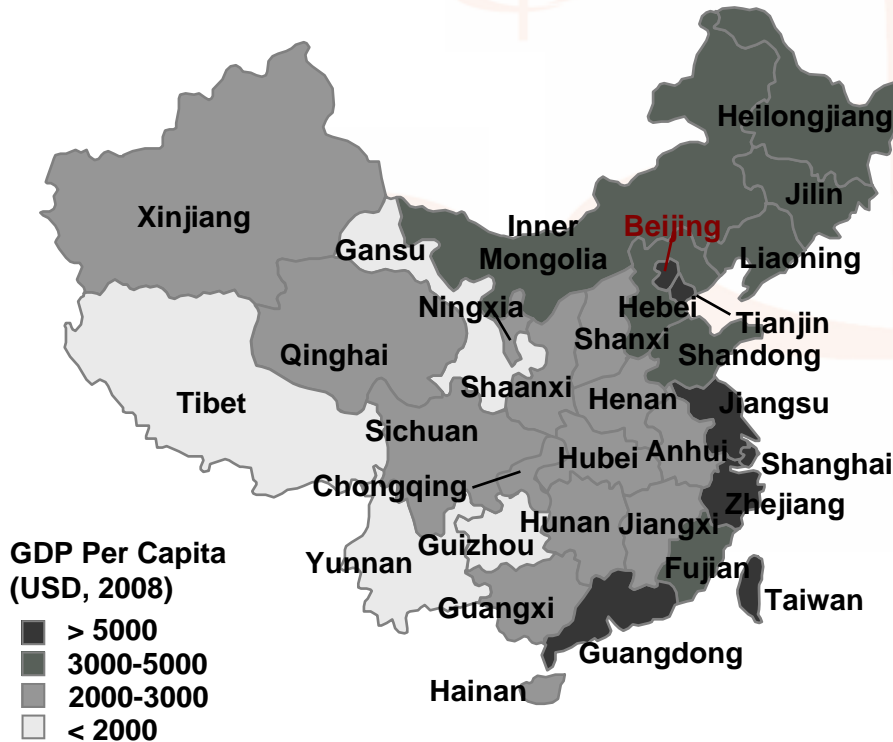 Heilongjiang
Jilin
Xinjiang
Inner
Mongolia
Beijing
Gansu
Liaoning
Ningxia
Hebei
Tianjin
Shanxi
Qinghai
Shandong
Shaanxi
Tibet
Henan
Jiangsu
Sichuan
Hubei
Anhui
Shanghai
Chongqing
Zhejiang
Hunan
Jiangxi
Guizhou
Yunnan
Fujian
Taiwan
Guangxi
Guangdong
Hainan
GDP Per Capita
(USD, 2008)
> 5000
3000-5000
2000-3000
< 2000